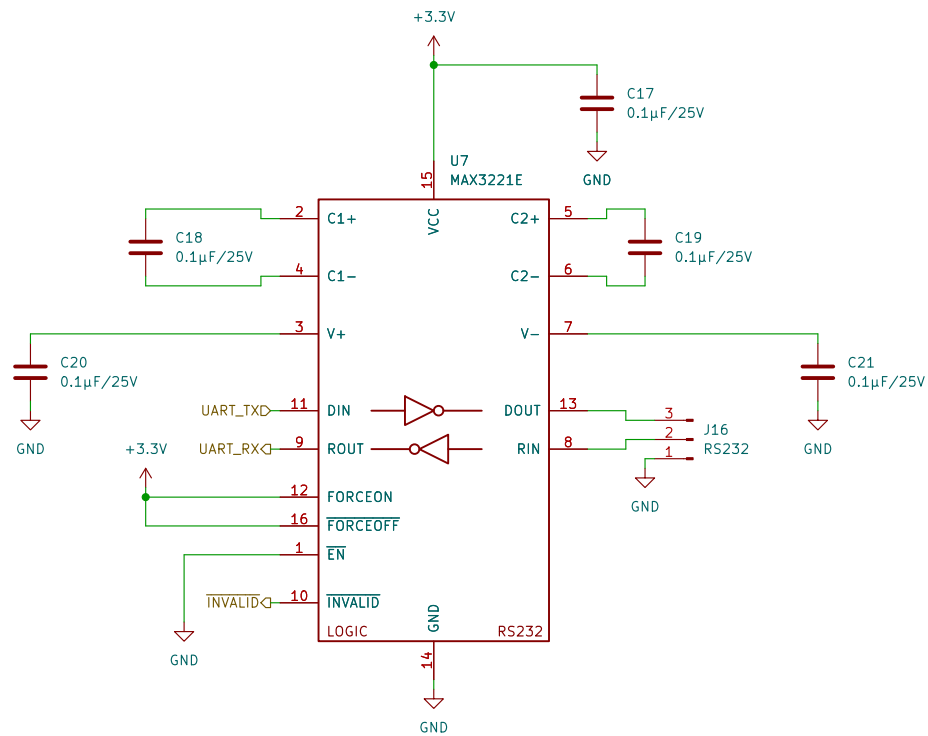 +3.3V
C17
0.1µF/25V
GND
U7
MAX3221E
15
VCC
2
C1+
C2+
5
C18
0.1µF/25V
C19
0.1µF/25V
4
C1-
C2-
6
3
V+
V-
7
C20
0.1µF/25V
GND
C21
0.1µF/25V
GND
UART_TX
11
DIN
DOUT
13
UART_RX
9
ROUT
RIN
8
3
2
1
J16
RS232
GND
+3.3V
12
FORCEON
16
FORCEOFF
1
EN
INVALID
10
INVALID
GND
LOGIC
GND
RS232
14
GND